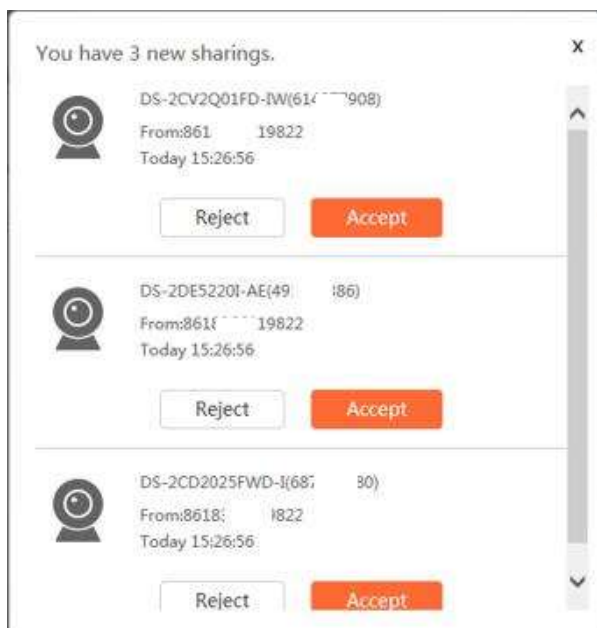 You have 3 new sharings.
x
DS-2CV2Q01FD-IW(61 908)
From:861 19822
Today 15:26:56
Reject Accept
DS-2DE5220I-AE(49 86)
From:861 19822
Today 15:26:56
Reject Accept
DS-2CD2025FWD-I(687 80)
From:8618 9822
Today 15:26:56
Reject Accept